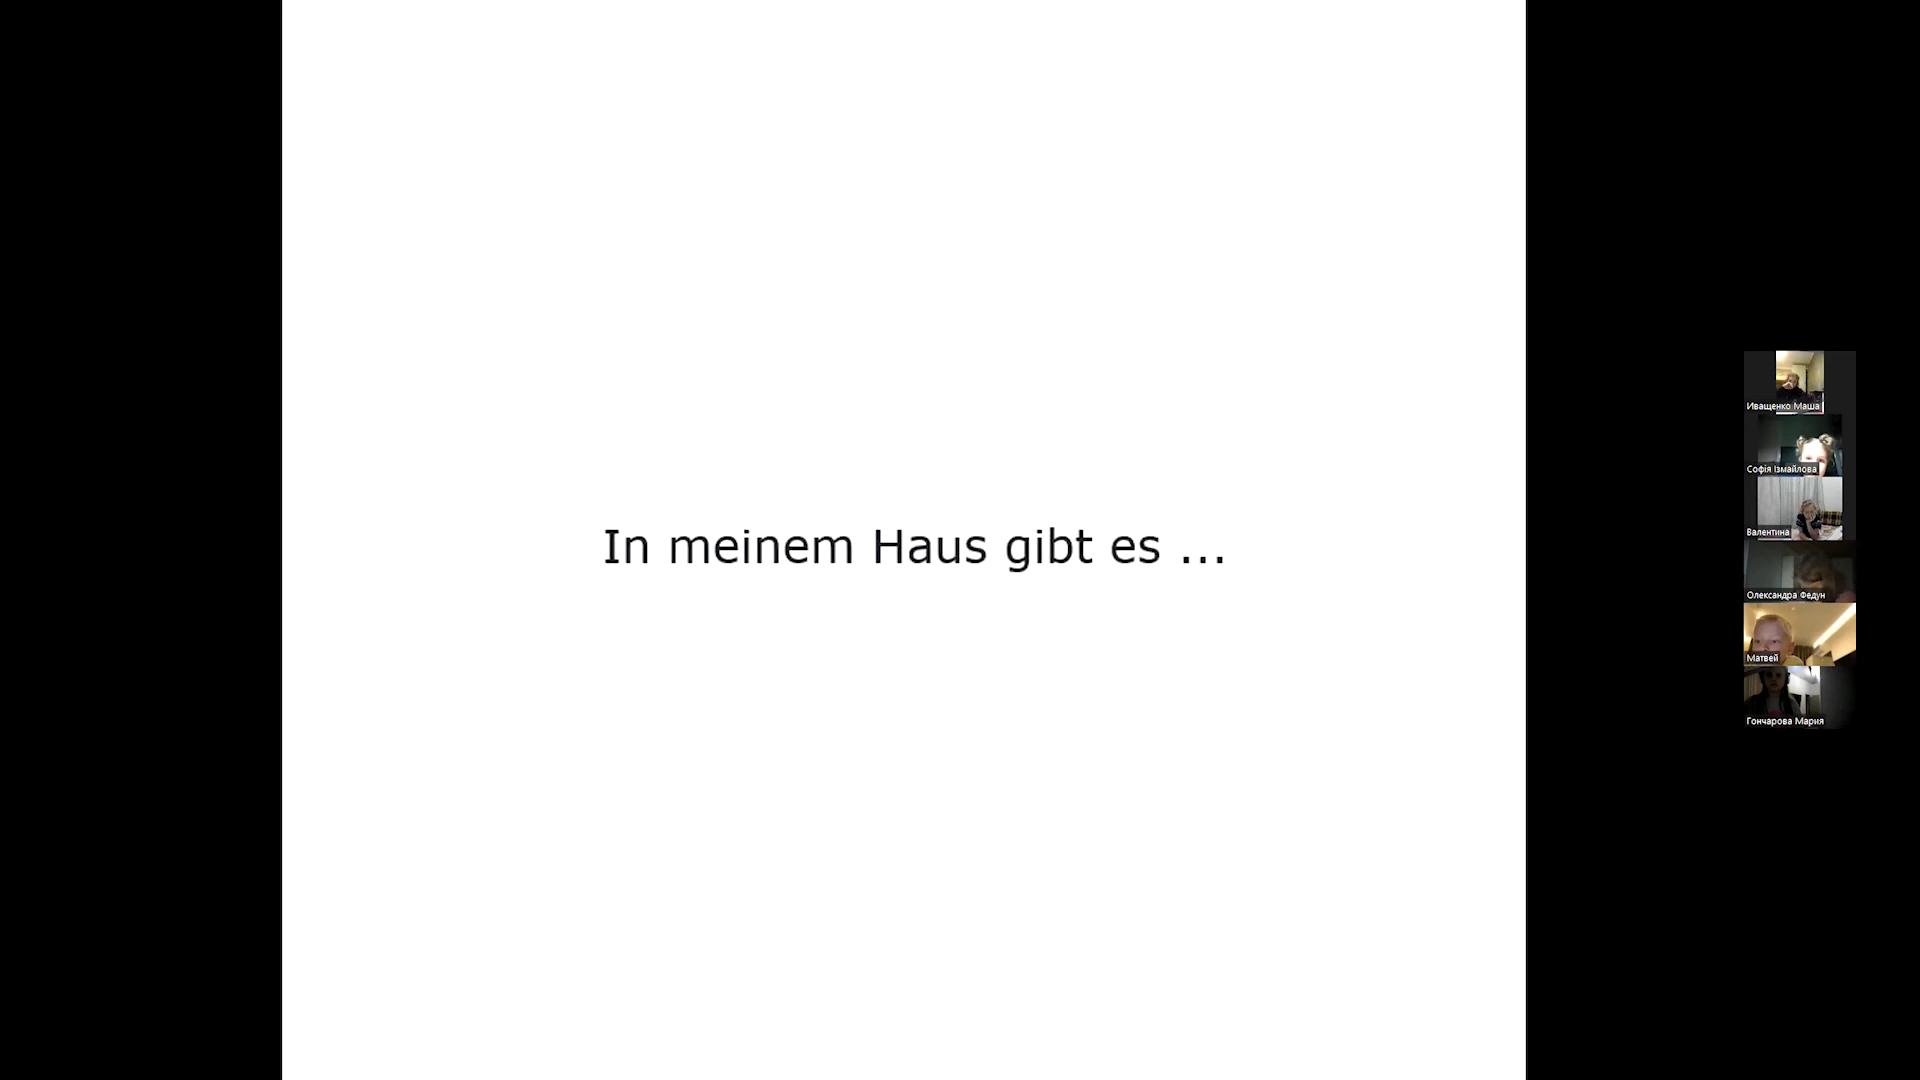 In meinem Haus gibt es ...
Иващенко Маша
Софія Ізмайлова
Валентина
Олександра Федун
Матвей
Гончарова Мария